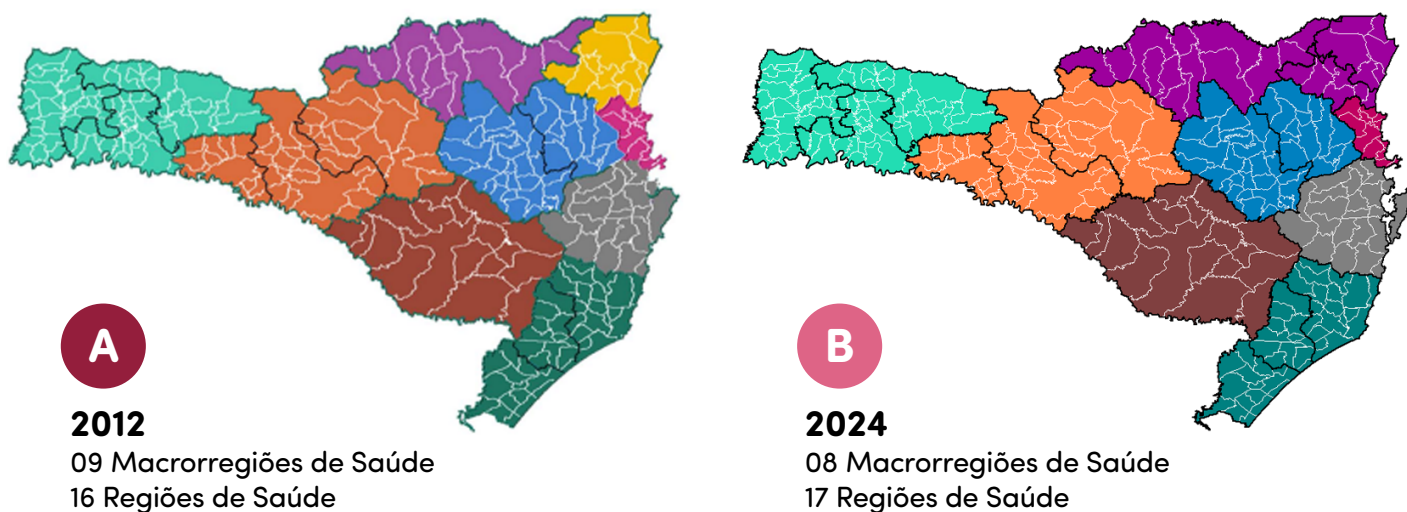 A
2012
09 Macrorregiões de Saúde
16 Regiões de Saúde
B
2024
08 Macrorregiões de Saúde
17 Regiões de Saúde